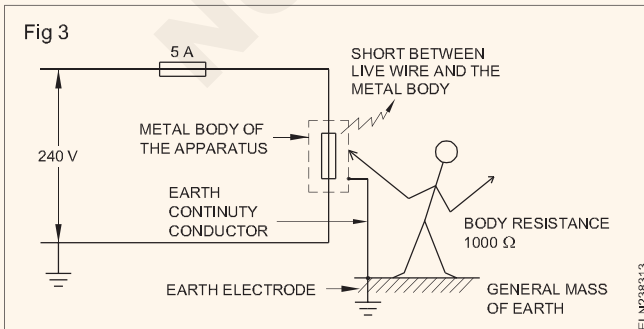 Fig 3
5 A
SHORT BETWEEN
LIVE WIRE AND THE
METAL BODY
METAL BODY OF
THE APPARATUS
240 V
EARTH
CONTINUTY
CONDUCTOR
BODY RESISTANCE
1000 Ω
EARTH ELECTRODE
GENERAL MASS
OF EARTH